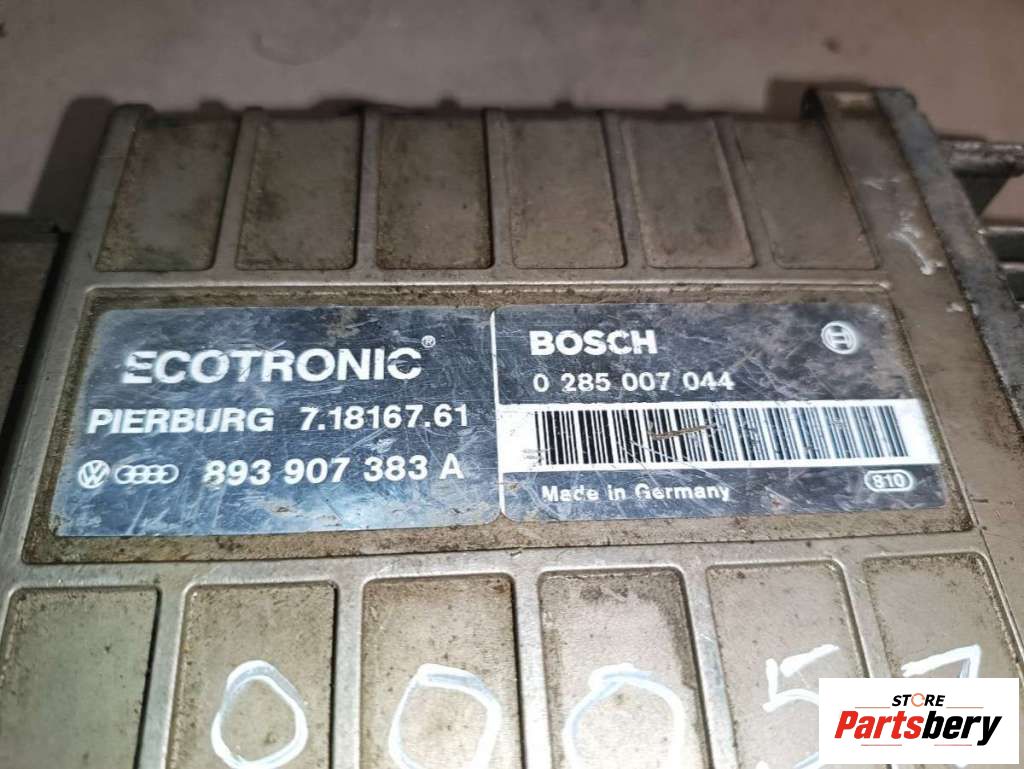 ECOTRONIC®
PIERBURG 7.18167.61
893 907 383 A
BOSCH
0 285 007 044
Made in Germany
810
00057
STORE
Partsbery